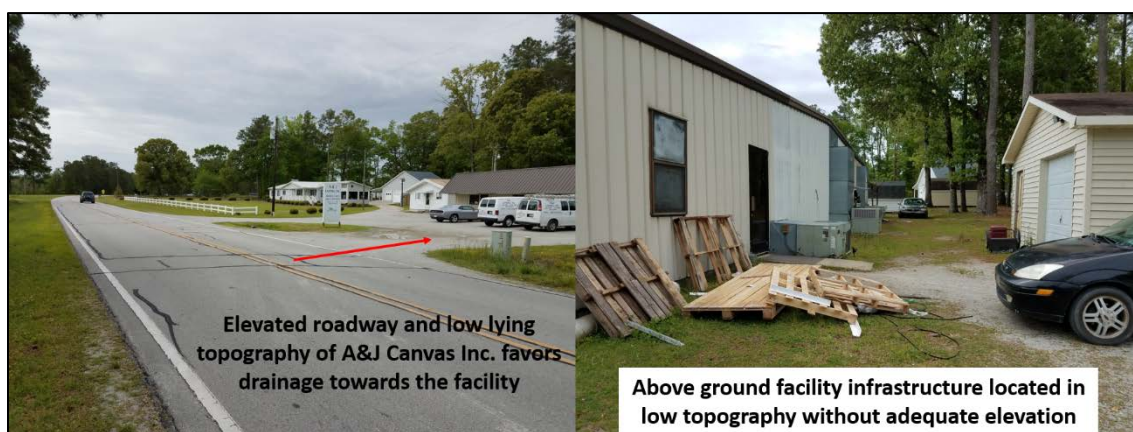 Elevated roadway and low lying
topography of A&J Canvas Inc. favors
drainage towards the facility
Above ground facility infrastructure located in
low topography without adequate elevation